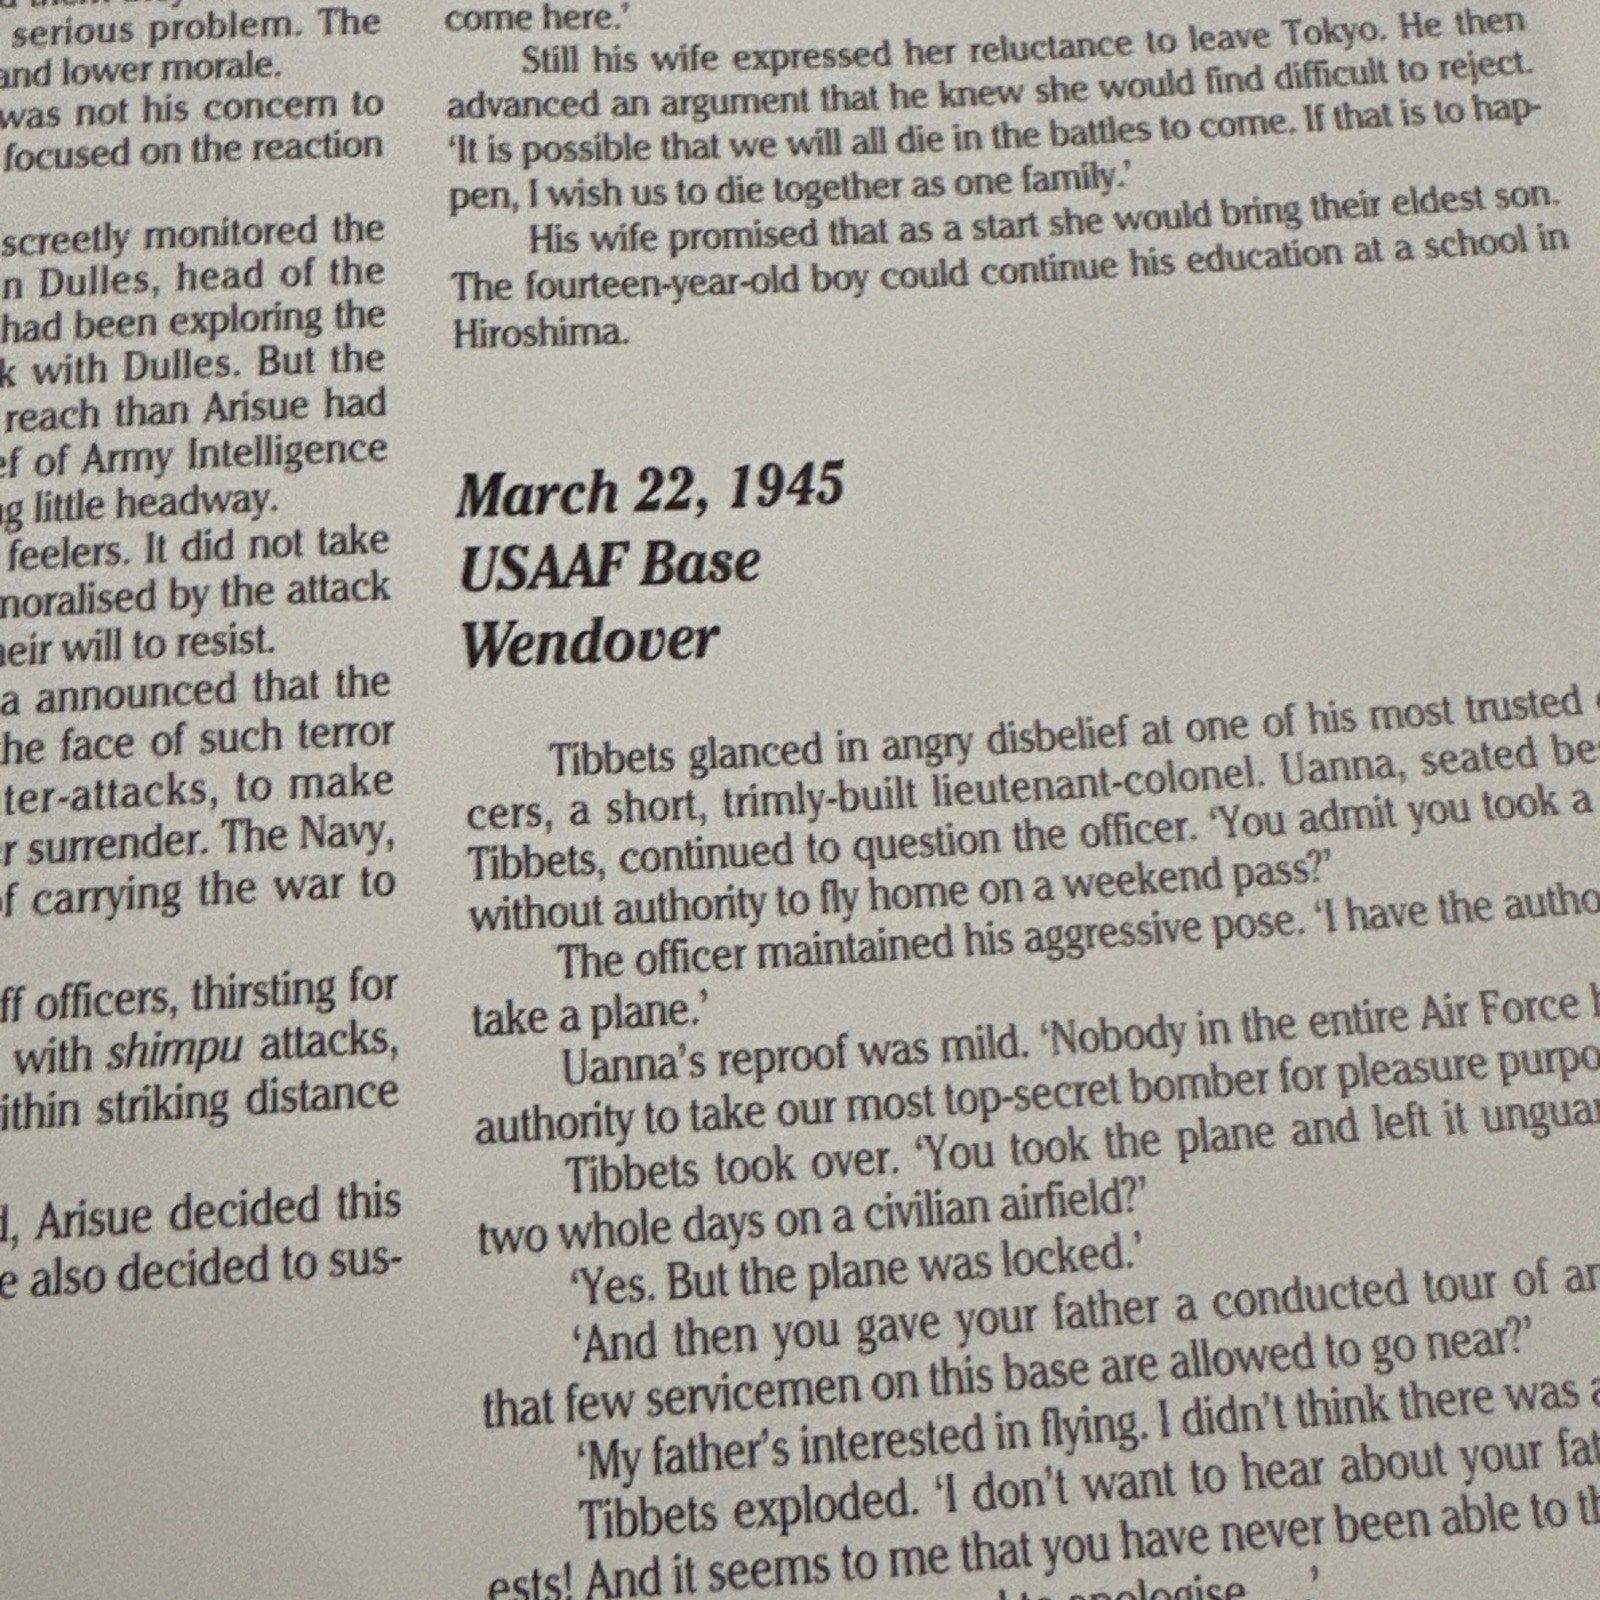 serious problem. The
and lower morale.
was not his concern to
focused on the reaction
screetly monitored the
n Dulles, head of the
had been exploring the
k with Dulles. But the
reach than Arisue had
ef of Army Intelligence
g little headway.
feelers. It did not take
moralised by the attack
heir will to resist.
a announced that the
he face of such terror
ter-attacks, to make
r surrender. The Navy,
of carrying the war to
ff officers, thirsting for
with shimpu attacks,
ithin striking distance
d, Arisue decided this
e also decided to sus-
come here.’
Still his wife expressed her reluctance to leave Tokyo. He then
advanced an argument that he knew she would find difficult to reject.
‘It is possible that we will all die in the battles to come. If that is to hap-
pen, I wish us to die together as one family.’
His wife promised that as a start she would bring their eldest son.
The fourteen-year-old boy could continue his education at a school in
Hiroshima.
March 22, 1945
USAAF Base
Wendover
Tibbets glanced in angry disbelief at one of his most trusted
cers, a short, trimly-built lieutenant-colonel. Uanna, seated be
Tibbets, continued to question the officer. ‘You admit you took a
without authority to fly home on a weekend pass?’
The officer maintained his aggressive pose. ‘I have the autho
take a plane.’
Uanna’s reproof was mild. ‘Nobody in the entire Air Force h
authority to take our most top-secret bomber for pleasure purpo
Tibbets took over. ‘You took the plane and left it unguar
two whole days on a civilian airfield?’
‘Yes. But the plane was locked.’
‘And then you gave your father a conducted tour of an
that few servicemen on this base are allowed to go near?’
‘My father’s interested in flying. I didn’t think there was a
Tibbets exploded. ‘I don’t want to hear about your fat
ests! And it seems to me that you have never been able to th
to apologise